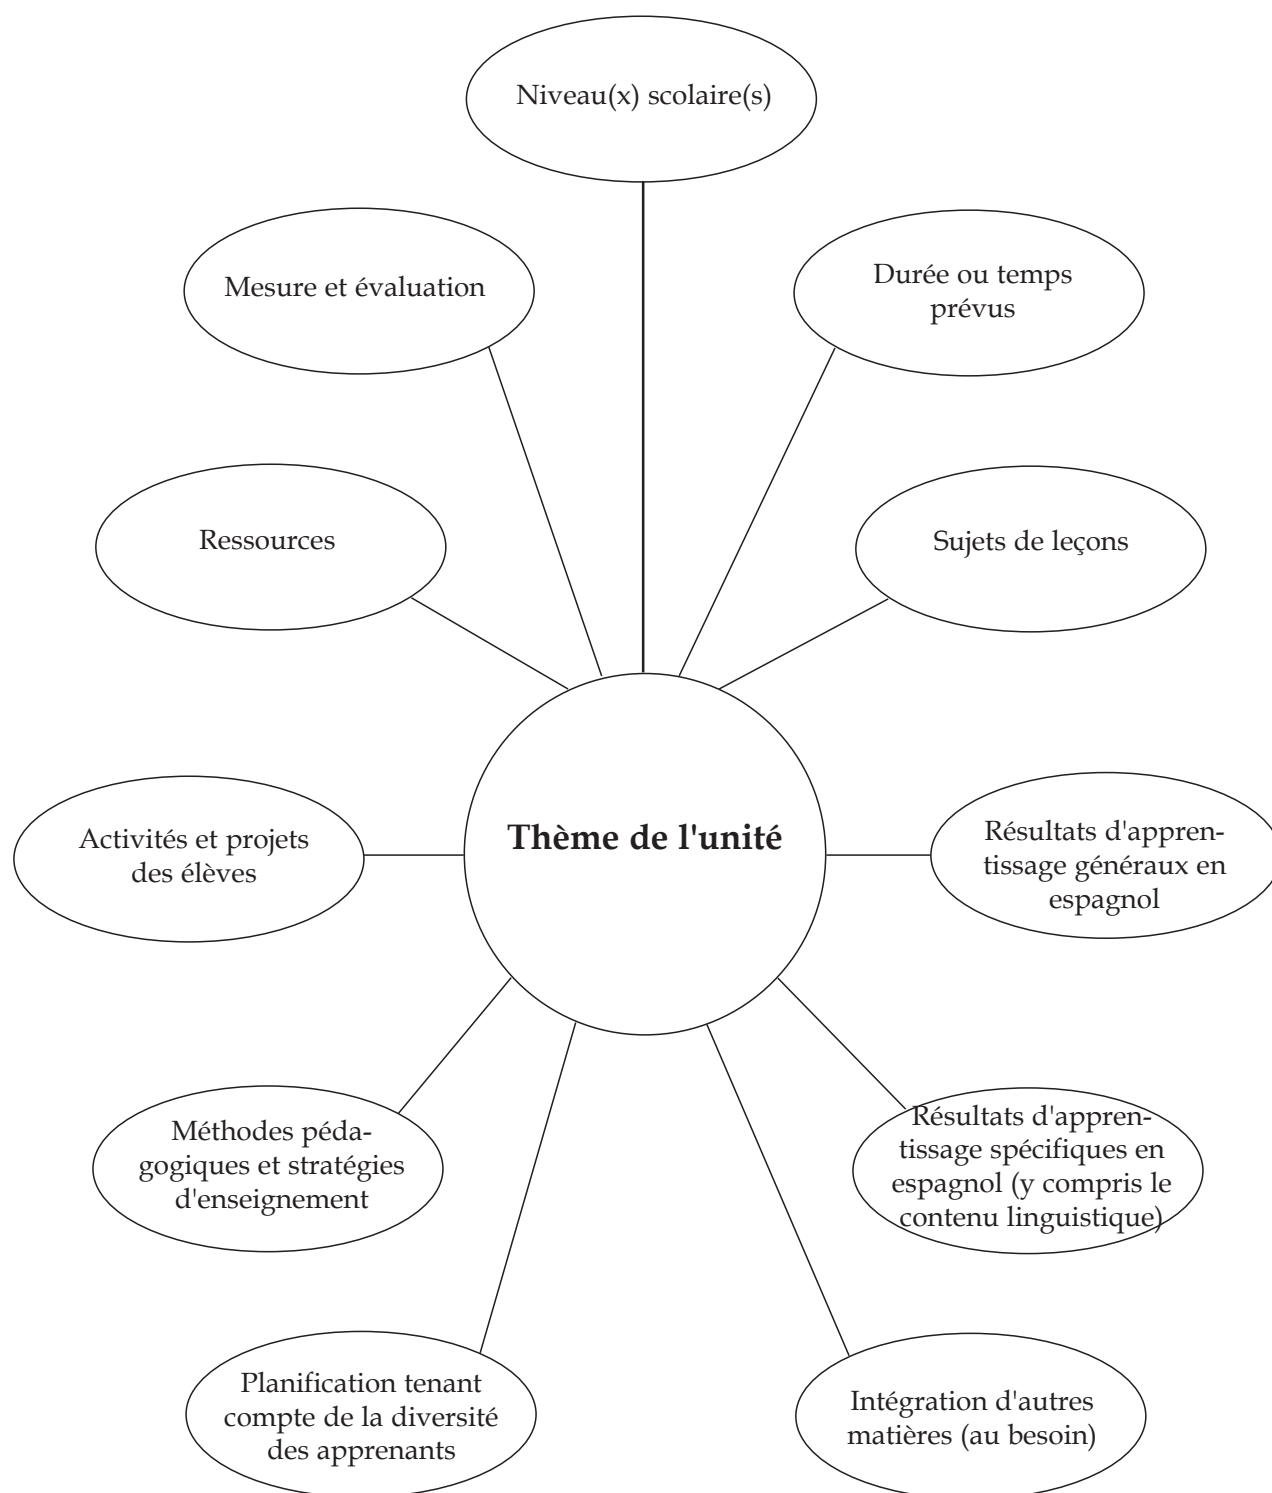 Niveau(x) scolaire(s)
Mesure et évaluation
Durée ou temps
prévus
Ressources
Sujets de leçons
Thème de l'unité
Activités et projets
des élèves
Résultats d'appren-
tissage généraux en
espagnol
Méthodes péda-
gogiques et stratégies
d'enseignement
Résultats d'appren-
tissage spécifiques en
espagnol (y compris le
contenu linguistique)
Planification tenant
compte de la diversité
des apprenants
Intégration d'autres
matières (au besoin)